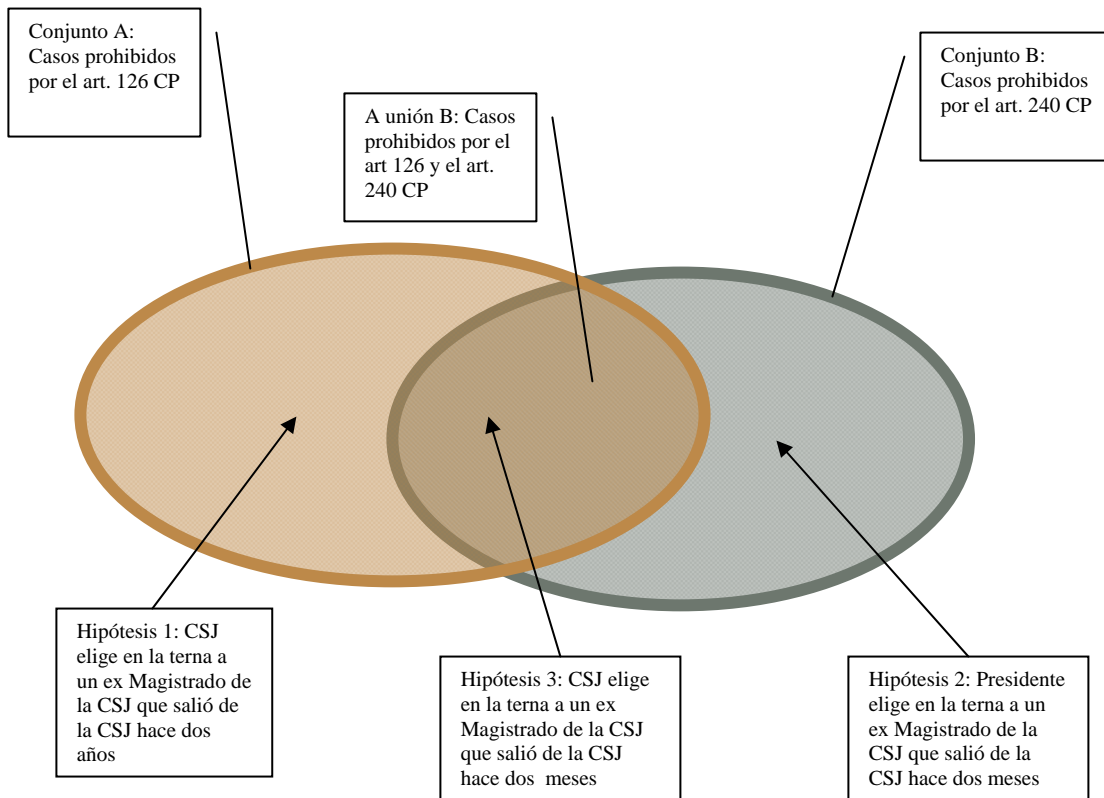 Conjunto A:
Casos prohibidos
por el art. 126 CP
A unión B: Casos
prohibidos por el
art 126 y el art.
240 CP
Conjunto B:
Casos prohibidos
por el art. 240 CP
Hipótesis 1: CSJ
elige en la terna a
un ex Magistrado de
la CSJ que salió de
la CSJ hace dos
años
Hipótesis 3: CSJ elige
en la terna a un ex
Magistrado de la CSJ
que salió de la CSJ
hace dos  meses
Hipótesis 2: Presidente
elige en la terna a un
ex Magistrado de la
CSJ que salió de la
CSJ hace dos meses